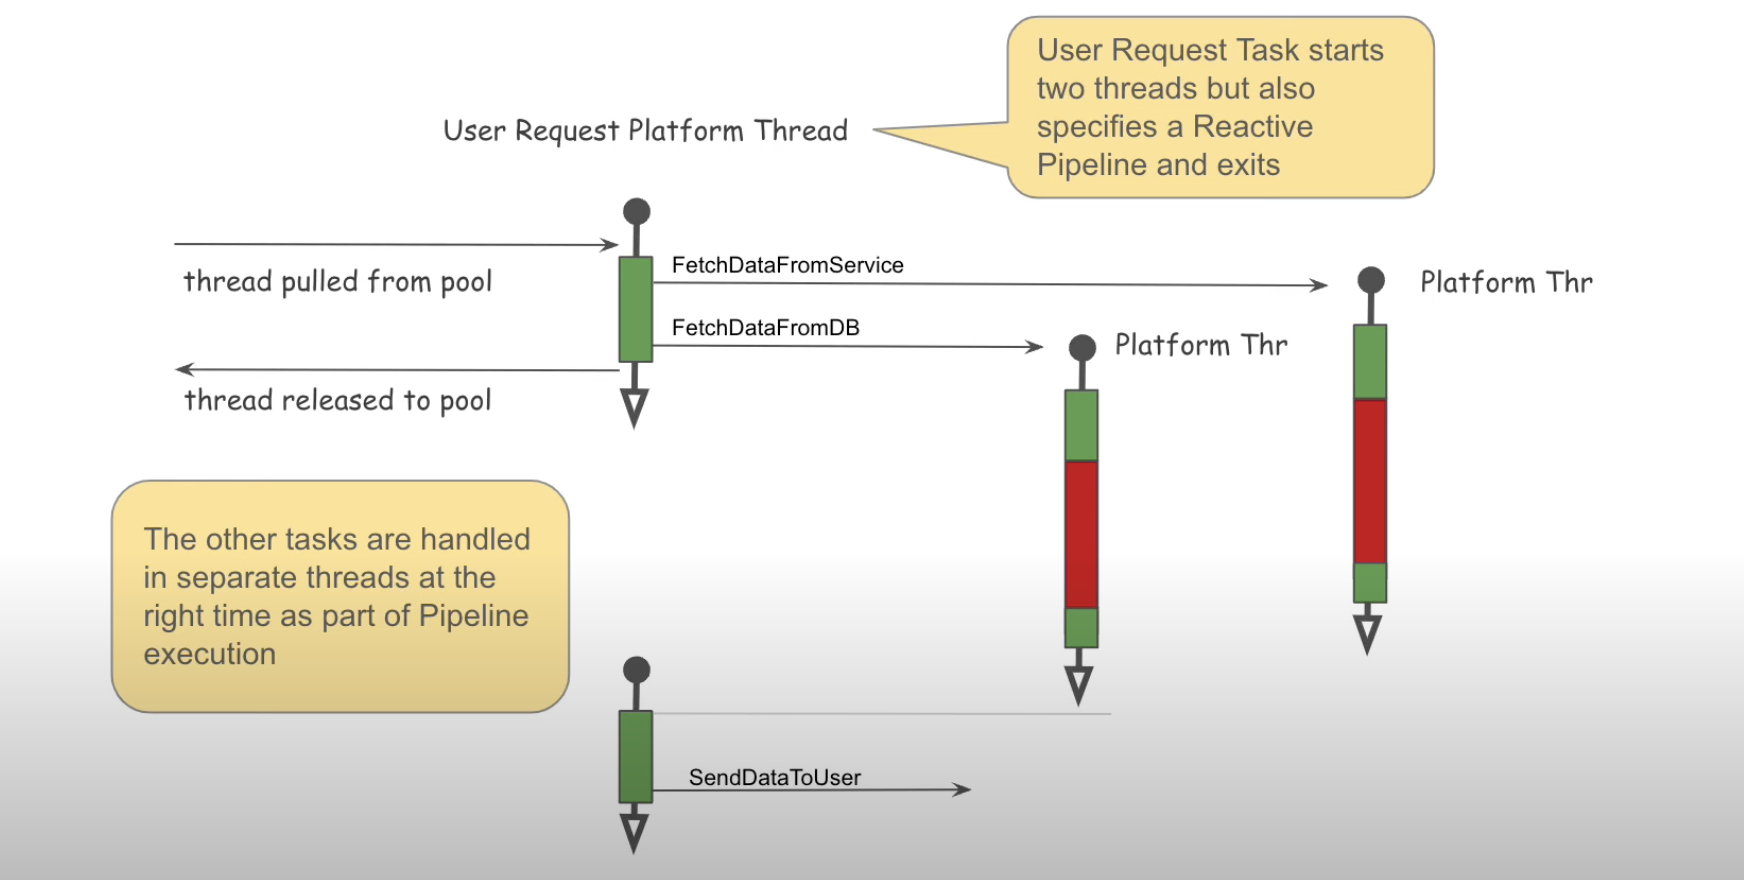 User Request Task starts
two threads but also
specifies a Reactive
Pipeline and exits
User Request Platform Thread
thread pulled from pool
FetchDataFromService
Platform Thr
FetchDataFromDB
Platform Thr
thread released to pool
The other tasks are handled
in separate threads at the
right time as part of Pipeline
execution
SendDataToUser